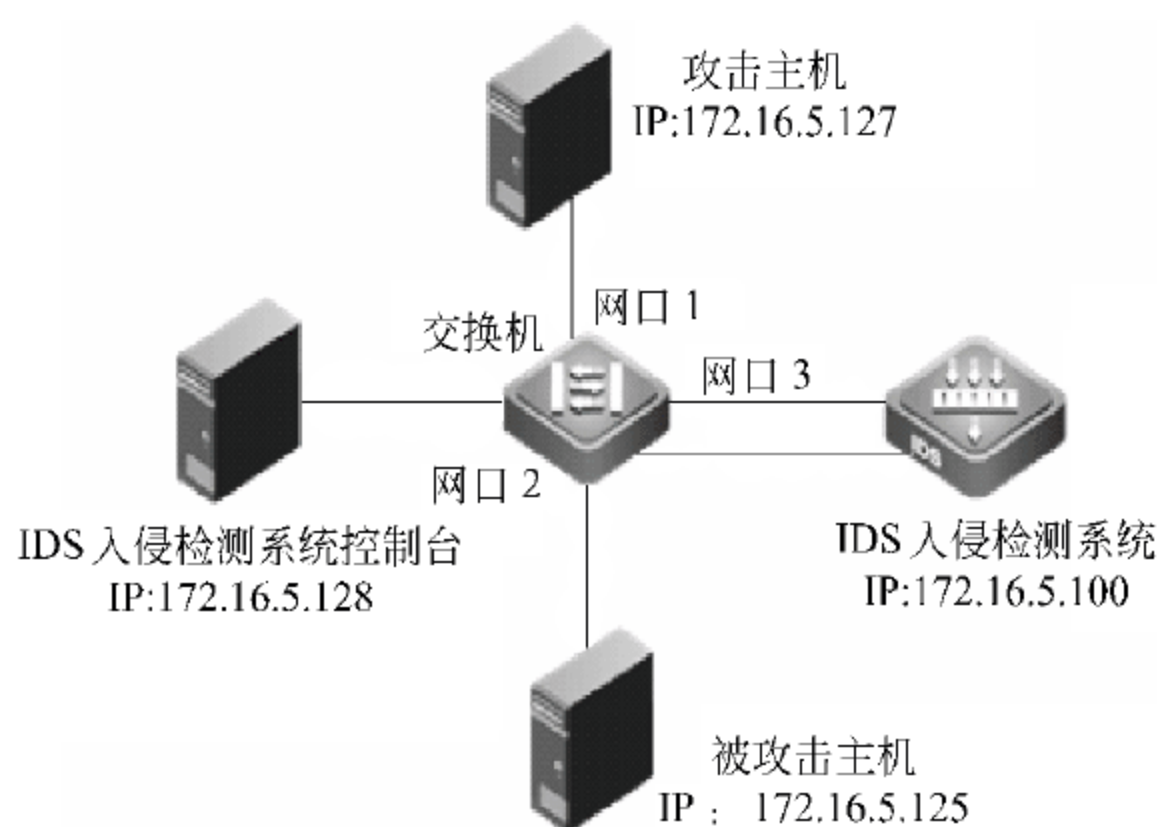 攻击主机
IP:172.16.5.127
网口 1
交换机
网口 3
网口 2
IDS
IDS 入侵检测系统控制台
IP:172.16.5.128
IDS 入侵检测系统
IP:172.16.5.100
被攻击主机
IP： 172.16.5.125